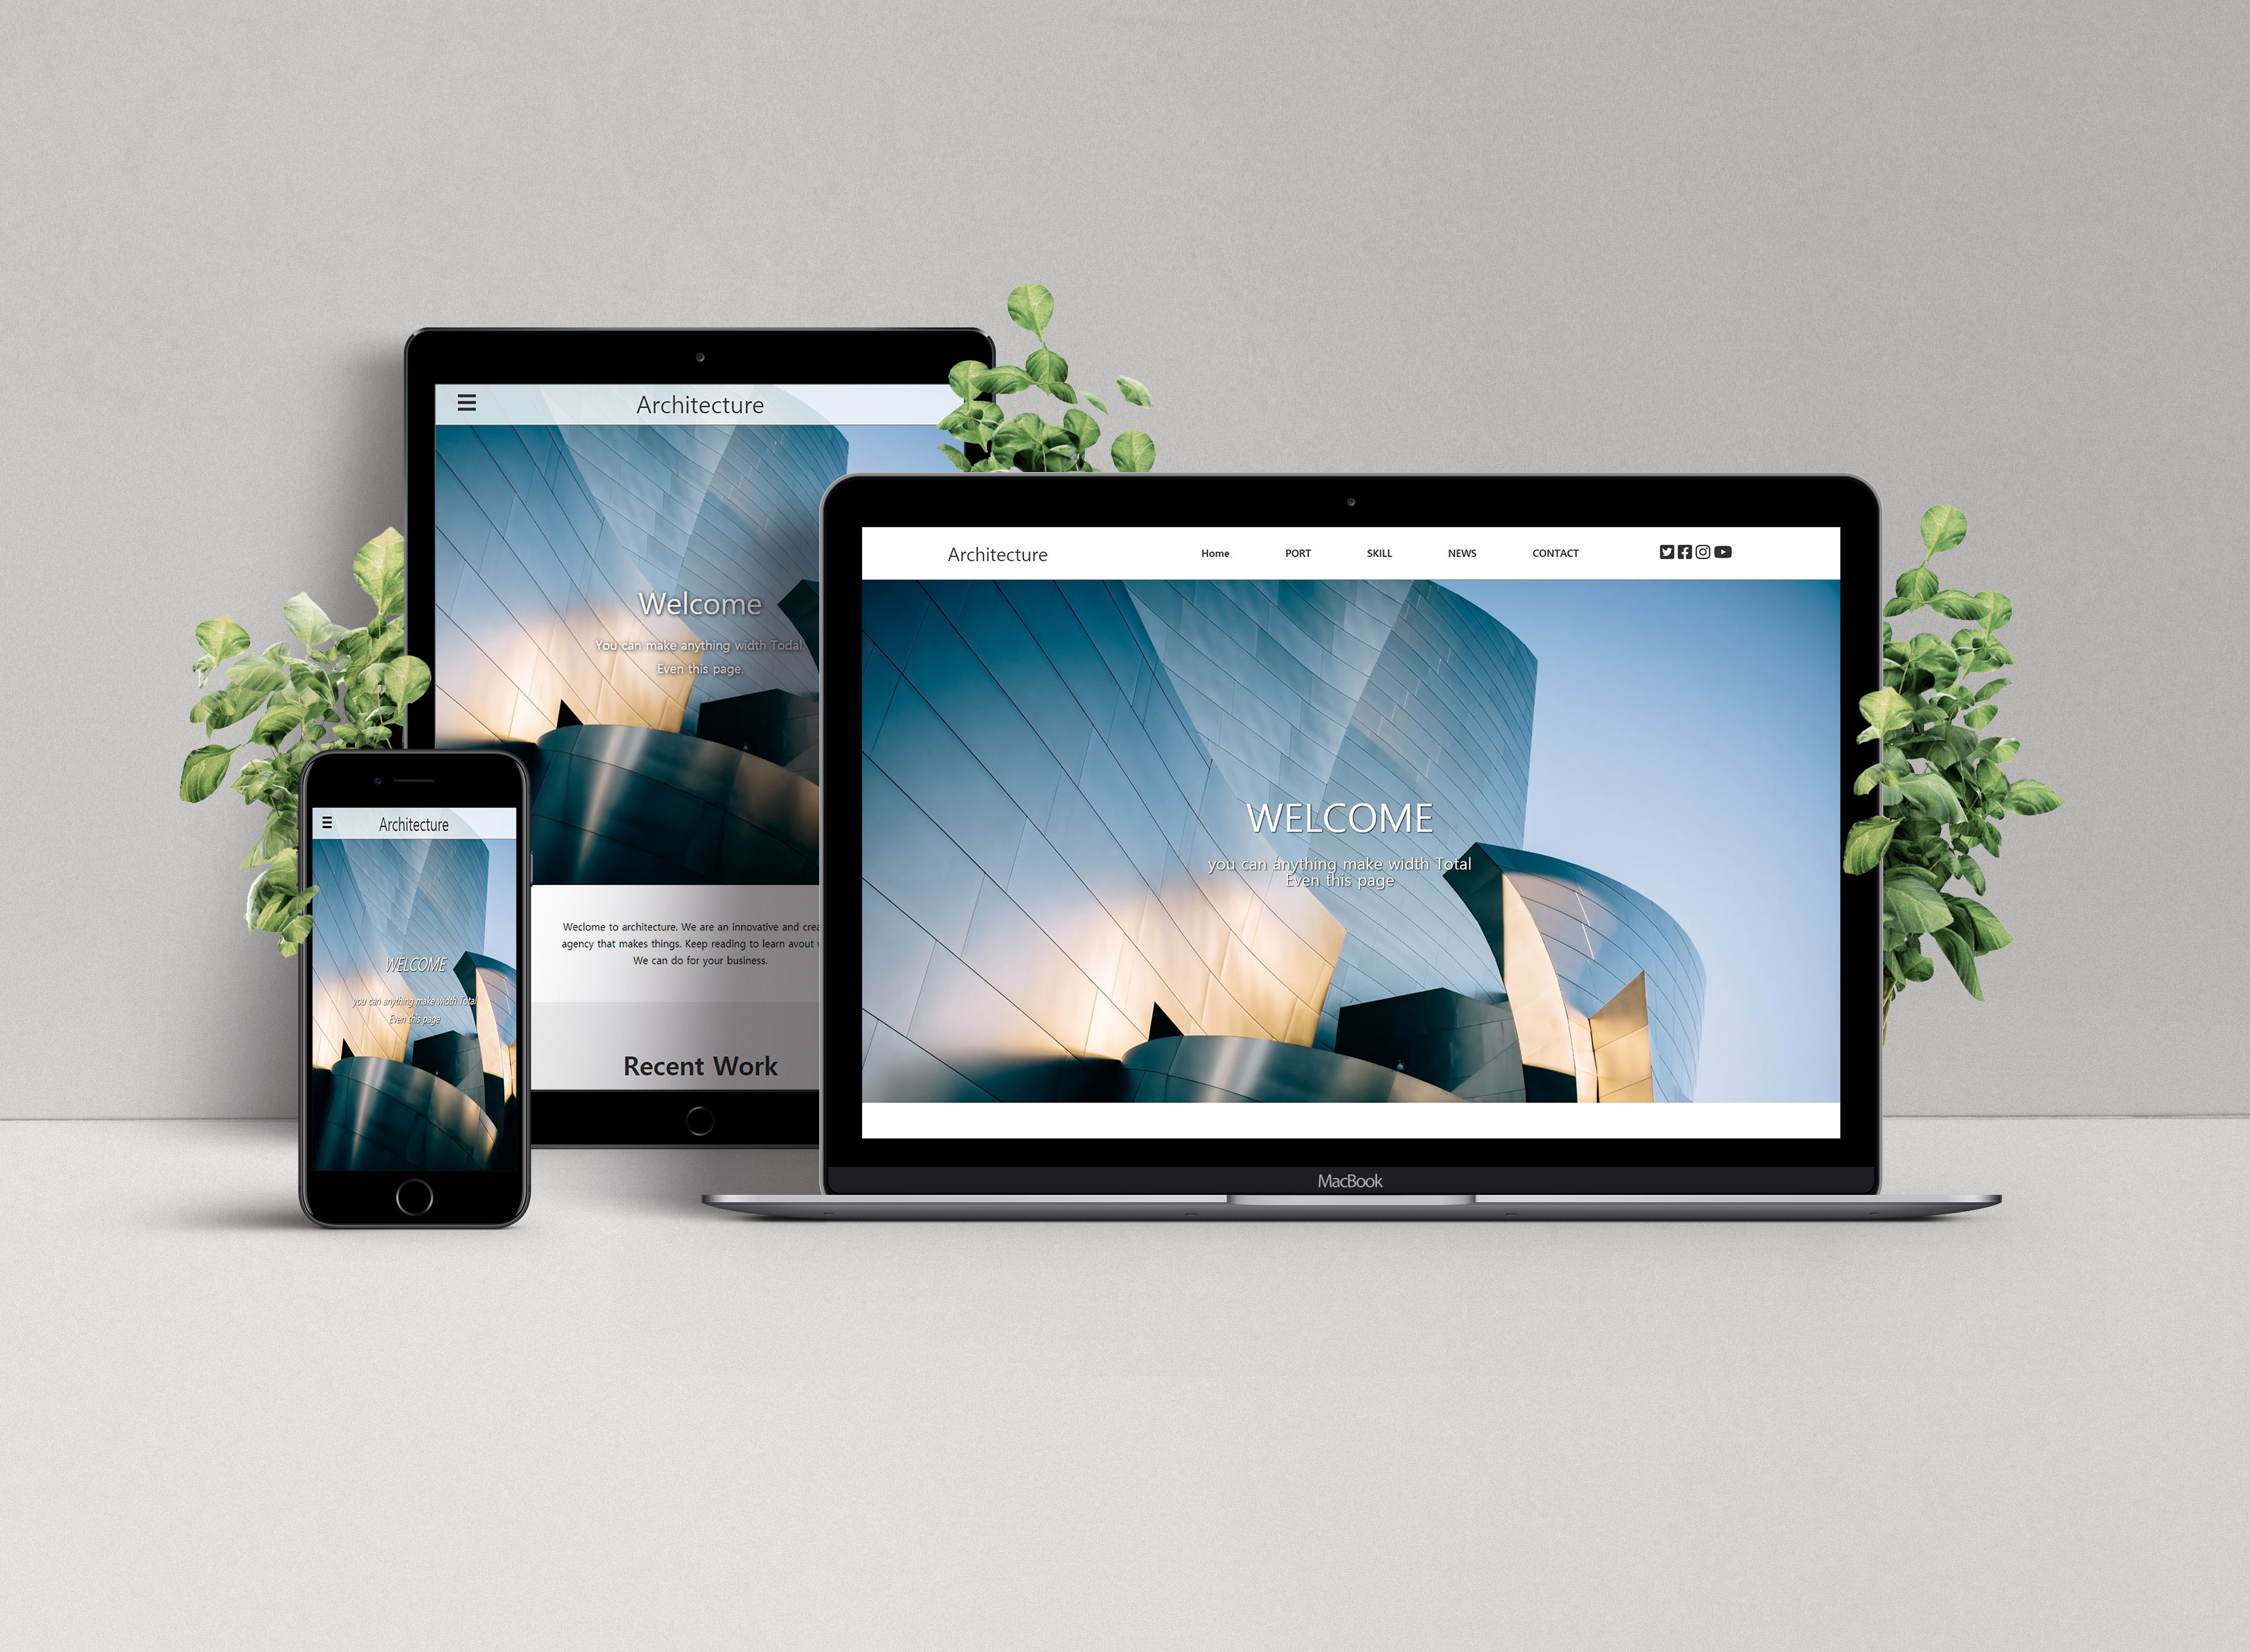 Architecture
Welcome
You can make anything width Todal.
Even this page.
Weclome to architecture. We are an innovative and
agency that makes things. Keep reading to learn avout
We can do for your business.
Recent Work
Architecture
WELCOME
you can anything make width Total
Even this page
Architecture Home PORT SKILL NEWS CONTACT
WELCOME
you can anything make width Total
Even this page
MacBook